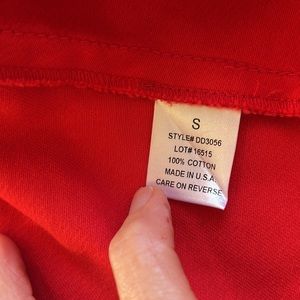 S
STYLE# DD3056
LOT# 16515
100% COTTON
MADE IN U.S.A.
CARE ON REVERSE